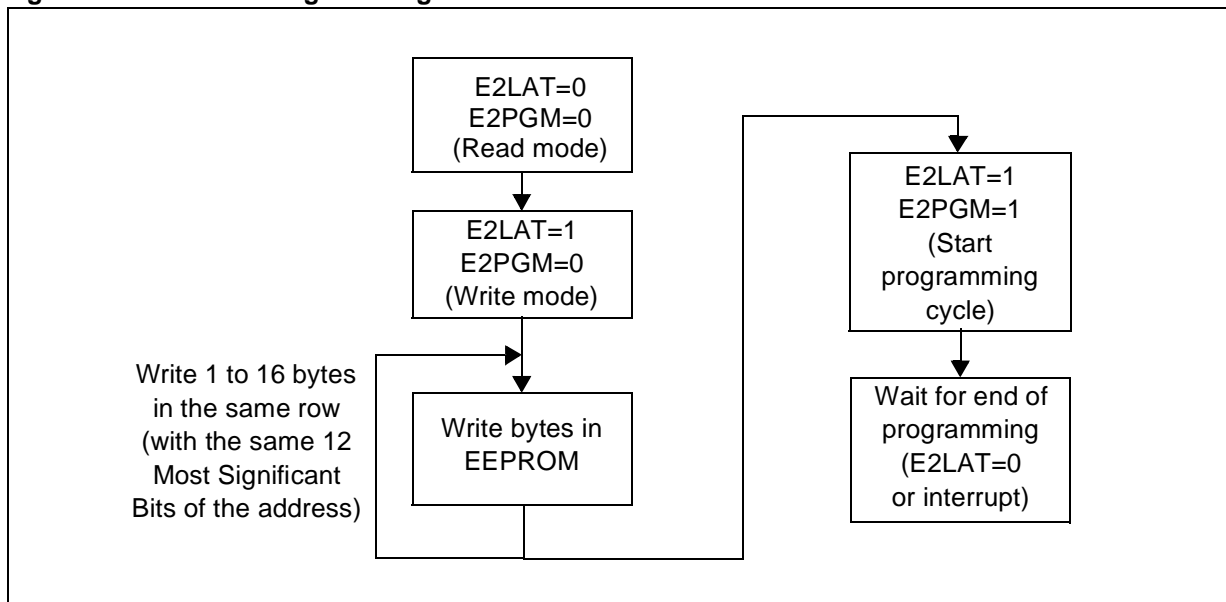 E2LAT=0
E2PGM=0
(Read mode)
E2LAT=1
E2PGM=0
(Write mode)
Write 1 to 16 bytes
in the same row
(with the same 12
Most Significant
Bits of the address)
Write bytes in
EEPROM
E2LAT=1
E2PGM=1
(Start
programming
cycle)
Wait for end of
programming
(E2LAT=0
or interrupt)